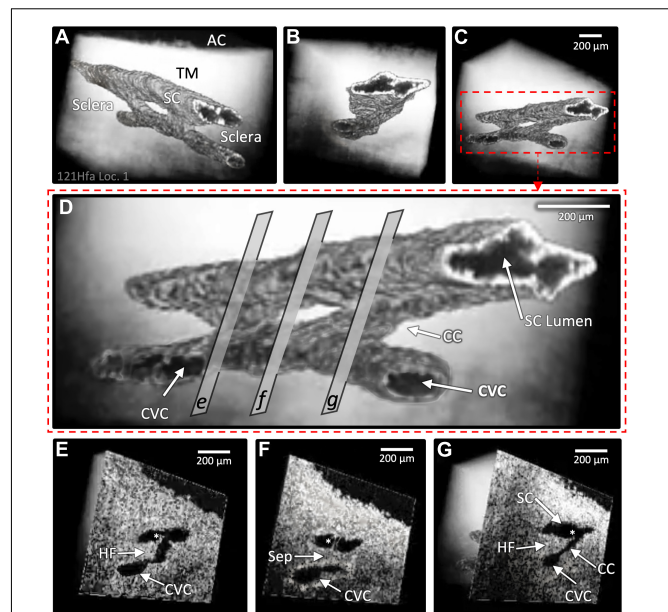 A
AC
TM
SC
Sclera
Sclera
121Hfa Loc. 1
B
C
200 µm
D
200 µm
SC Lumen
CC
CVC
CVC
e
f
g
E
200 µm
*
HF
CVC
F
200 µm
*
Sep
CVC
G
200 µm
SC
*
HF
CC
CVC